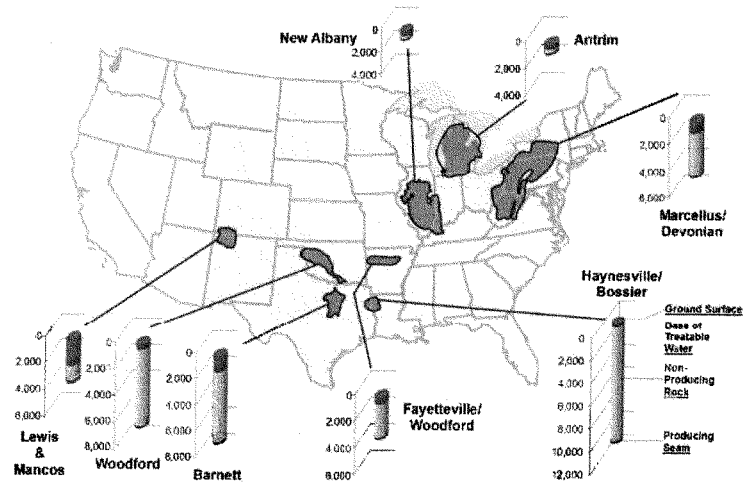 New Albany
0
2,000
4,000
Antrim
0
2,000
4,000
0
2,000
4,000
6,000
Marcellus/
Devonian
Haynesville/
Bossier
Ground Surface
Base of
Treatable
Water
Non-
Producing
Rock
Producing
Seam
0
2,000
4,000
6,000
8,000
10,000
12,000
0
2,000
4,000
6,000
Lewis
&
Mancos
0
2,000
4,000
6,000
8,000
Woodford
0
2,000
4,000
6,000
8,000
Barnett
0
2,000
4,000
6,000
Fayetteville/
Woodford